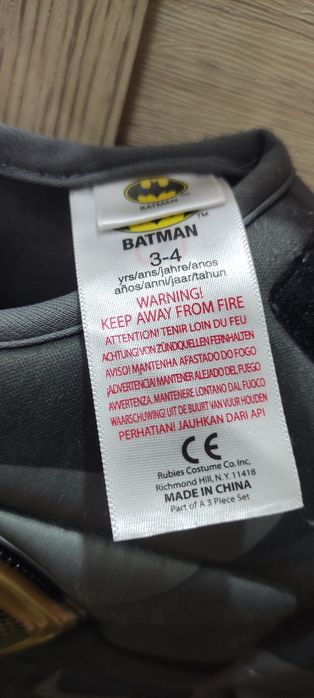 BATMAN
TM
BATMAN
3-4
yrs/ans/jahre/anos
años/anni/jaar/tahun
WARNING!
KEEP AWAY FROM FIRE
ATTENTION! TENIR LOIN DU FEU
ACHTUNG! VON ZÜNDQUELLEN FERNHALTEN
AVISO! MANTENHA AFASTADO DO FOGO
¡ADVERTENCIA! MANTENER ALEJADO DEL FUEGO
AVVERTENZA. MANTENERE LONTANO DAL FUOCO
WAARSCHUWING! UIT DE BUURT VAN VUUR HOUDEN
PERHATIAN! JAUHKAN DARI API
CE
Rubies Costume Co. Inc.
Richmond Hill, N.Y. 11418
MADE IN CHINA
Part of A 3 Piece Set